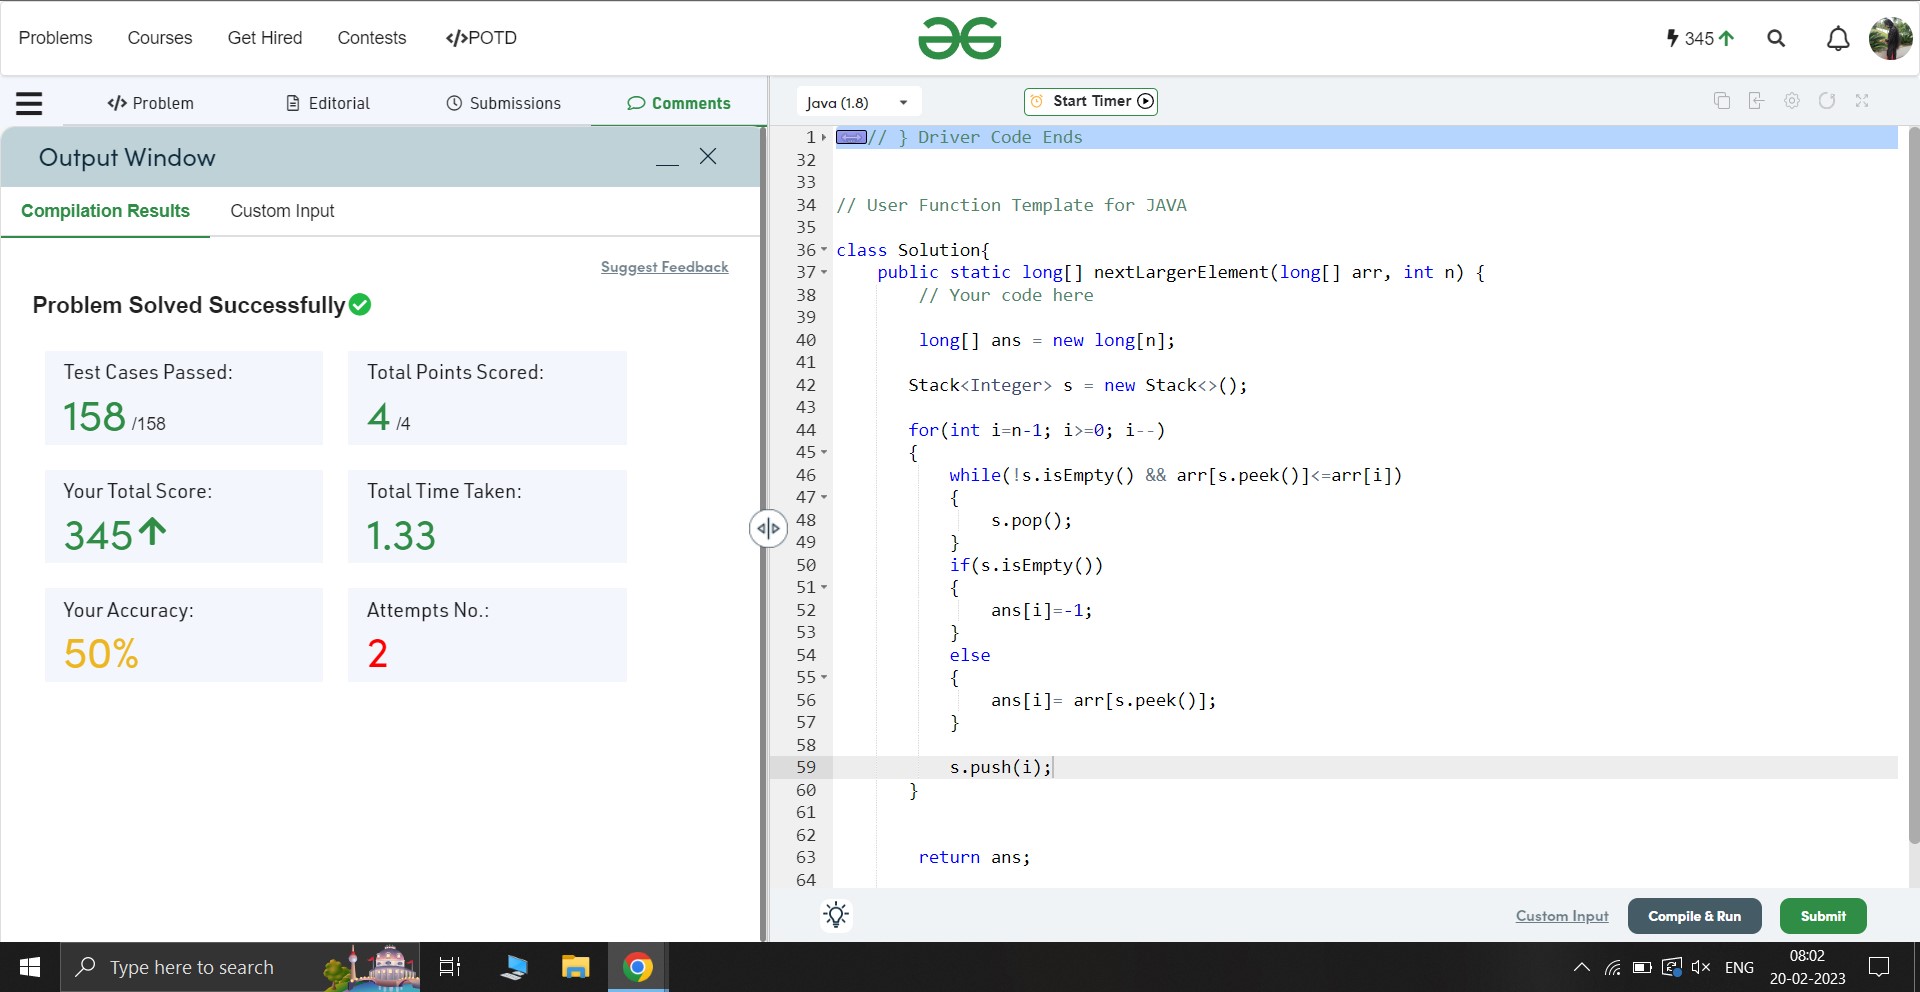 Problems Courses Get Hired Contests </>POTD
345
</> Problem Editorial Submissions Comments
Output Window
Compilation Results Custom Input
Suggest Feedback
Problem Solved Successfully
Test Cases Passed:
158 /158
Total Points Scored:
4 /4
Your Total Score:
345
Total Time Taken:
1.33
Your Accuracy:
50%
Attempts No.:
2
Java (1.8) Start Timer
1 // } Driver Code Ends
32
33
34 // User Function Template for JAVA
35
36 class Solution{
37 public static long[] nextLargerElement(long[] arr, int n) {
38 // Your code here
39
40 long[] ans = new long[n];
41
42 Stack<Integer> s = new Stack<>();
43
44 for(int i=n-1; i>=0; i--)
45 {
46 while(!s.isEmpty() && arr[s.peek()]<=arr[i])
47 {
48 s.pop();
49 }
50 if(s.isEmpty())
51 {
52 ans[i]=-1;
53 }
54 else
55 {
56 ans[i]= arr[s.peek()];
57 }
58
59 s.push(i);
60 }
61
62
63 return ans;
64
Custom Input Compile & Run Submit
Type here to search
ENG
08:02
20-02-2023